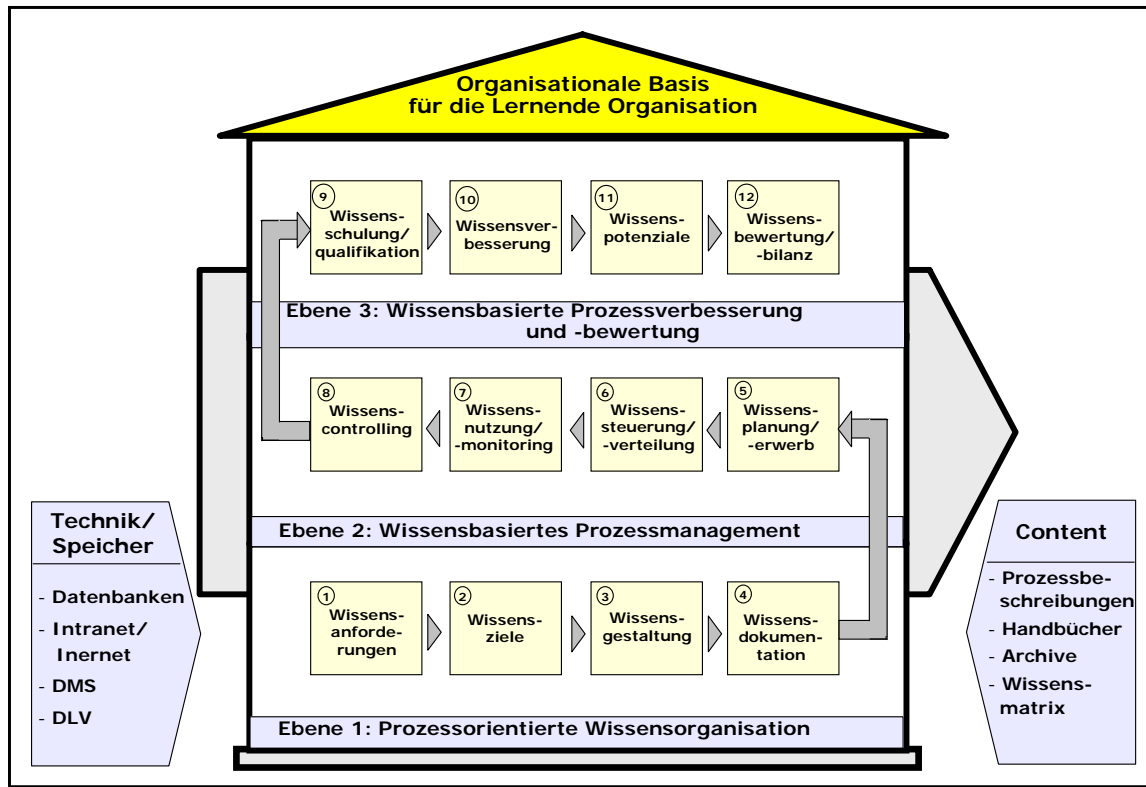 Organisationale Basis
für die Lernende Organisation
9
Wissens-
schulung/
qualifikation
10
Wissensver-
besserung
11
Wissens-
potenziale
12
Wissens-
bewertung/
-bilanz
Ebene 3: Wissensbasierte Prozessverbesserung
und -bewertung
8
Wissens-
controlling
7
Wissens-
nutzung/
-monitoring
6
Wissens-
steuerung/
-verteilung
5
Wissens-
planung/
-erwerb
Ebene 2: Wissensbasiertes Prozessmanagement
1
Wissens-
anforde-
rungen
2
Wissens-
ziele
3
Wissens-
gestaltung
4
Wissens-
dokumen-
tation
Ebene 1: Prozessorientierte Wissensorganisation
Technik/
Speicher
- Datenbanken
- Intranet/
Inernet
- DMS
- DLV
Content
- Prozessbe-
schreibungen
- Handbücher
- Archive
- Wissens-
matrix